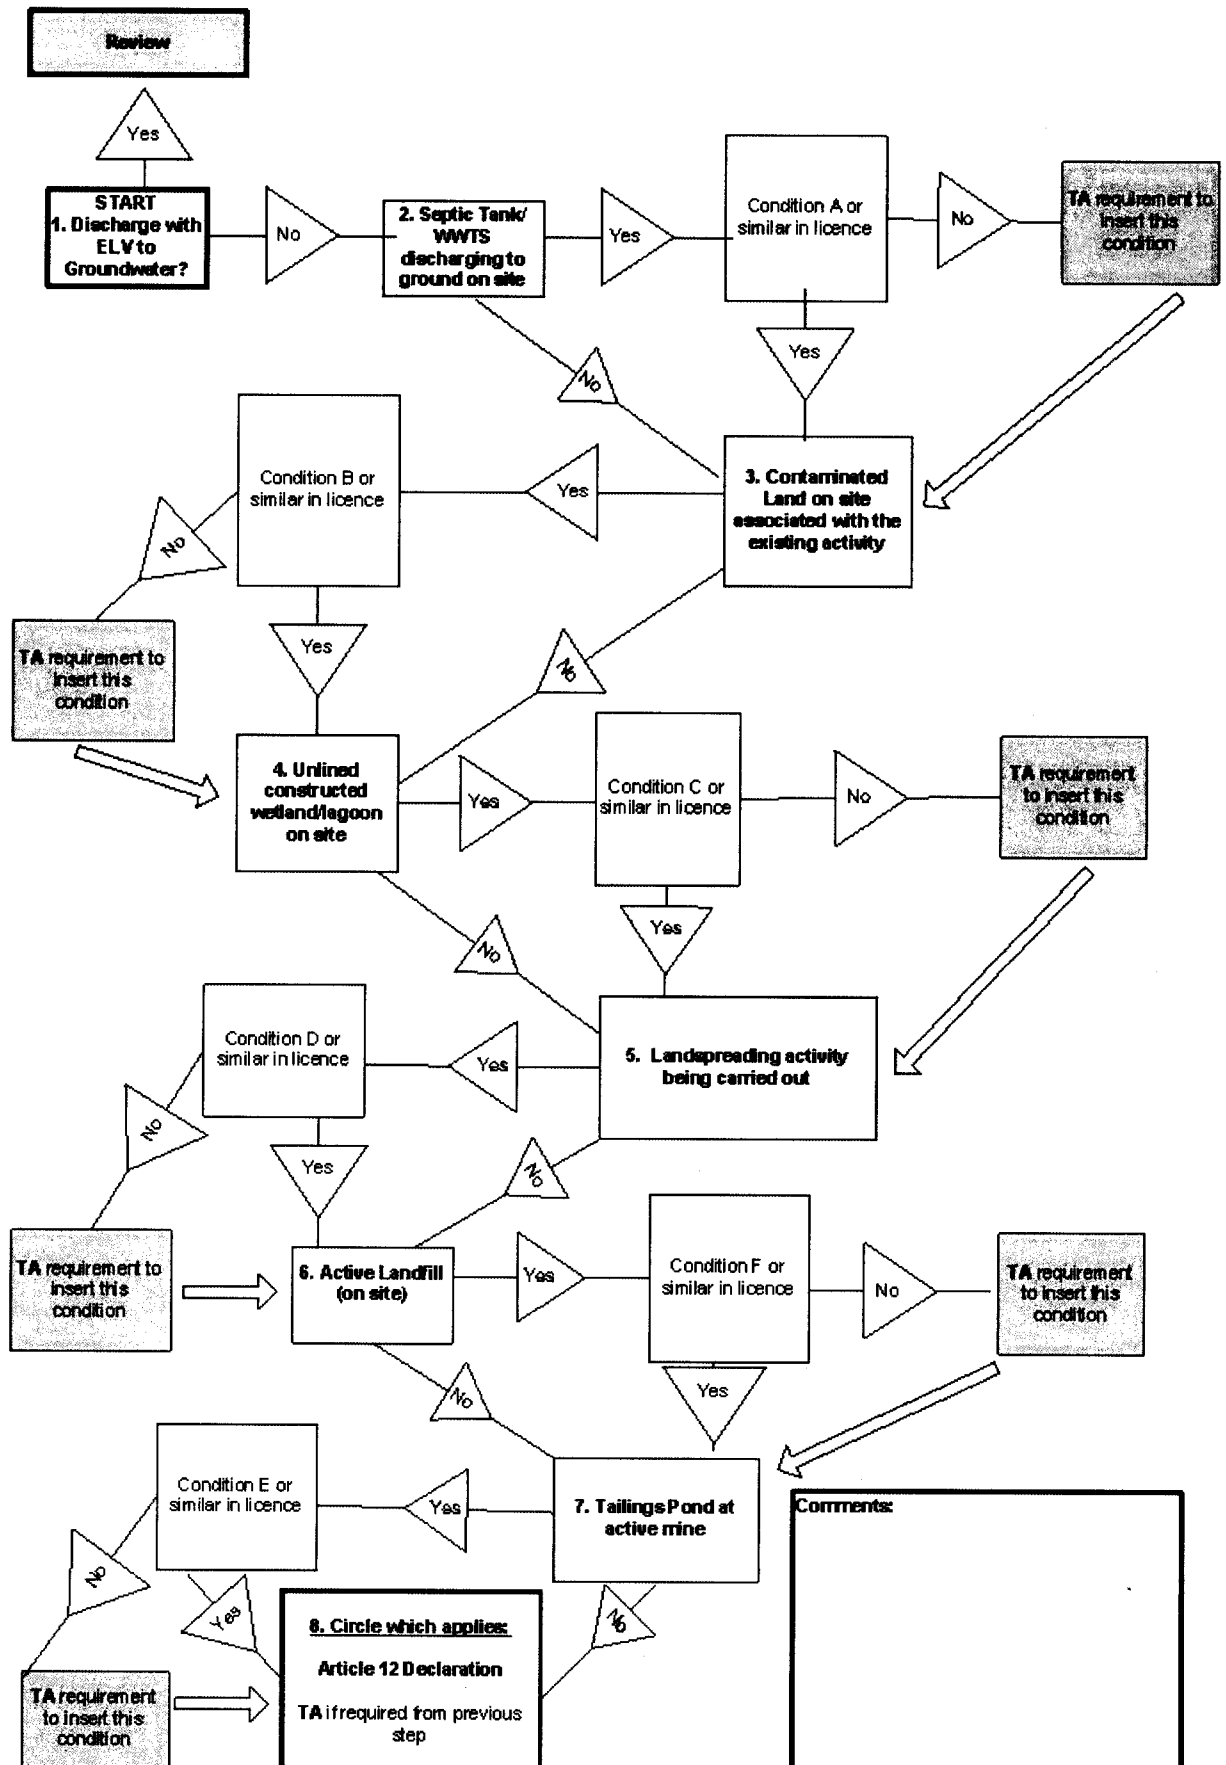 Review
Yes
START
1. Discharge with
ELV to
Groundwater?
No
2. Septic Tank/
WWTS
discharging to
ground on site
Yes
Condition A or
similar in licence
No
TA requirement to
insert this
condition
Yes
No
3. Contaminated
Land on site
associated with the
existing activity
Yes
Condition B or
similar in licence
No
TA requirement to
insert this
condition
Yes
No
4. Unlined
constructed
wetland/lagoon
on site
Yes
Condition C or
similar in licence
No
TA requirement
to insert this
condition
Yes
No
5. Landspreading activity
being carried out
Yes
Condition D or
similar in licence
No
TA requirement to
insert this
condition
Yes
No
6. Active Landfill
(on site)
Yes
Condition F or
similar in licence
No
TA requirement
to insert this
condition
Yes
No
7. Tailings Pond at
active mine
Yes
Condition E or
similar in licence
No
TA requirement
to insert this
condition
Yes
No
8. Circle which applies:
Article 12 Declaration
TA if required from previous
step
Comments: